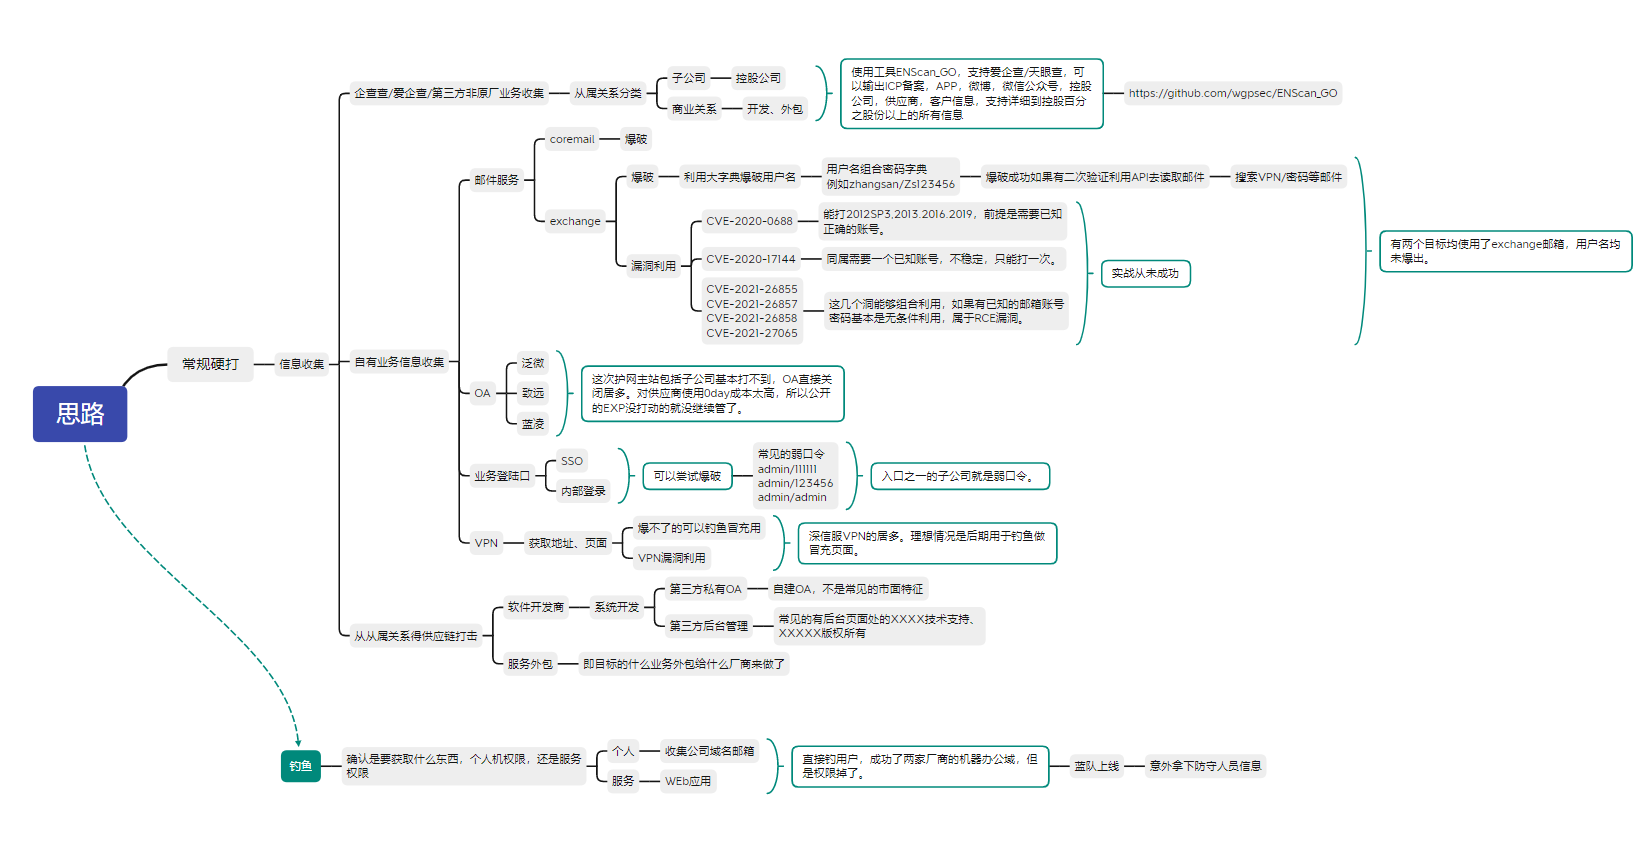 思路
常规硬打
信息收集
企查查/爱企查/第三方非原厂业务收集
从属关系分类
子公司
控股公司
商业关系
开发、外包
使用工具ENScan_GO，支持爱企查/天眼查，可
以输出ICP备案，APP，微博，微信公众号，控股
公司，供应商，客户信息，支持详细到控股百分
之股份以上的所有信息
https://github.com/wgpsec/ENScan_GO
自有业务信息收集
邮件服务
coremail
爆破
exchange
爆破
利用大字典爆破用户名
用户名组合密码字典
例如zhangsan/Zs123456
爆破成功如果有二次验证利用API去读取邮件
搜索VPN/密码等邮件
漏洞利用
CVE-2020-0688
能打2012SP3,2013.2016.2019，前提是需要已知
正确的账号。
CVE-2020-17144
同属需要一个已知账号，不稳定，只能打一次。
CVE-2021-26855
CVE-2021-26857
CVE-2021-26858
CVE-2021-27065
这几个洞能够组合利用，如果有已知的邮箱账号
密码基本是无条件利用，属于RCE漏洞。
实战从未成功
有两个目标均使用了exchange邮箱，用户名均
未爆出。
OA
泛微
致远
蓝凌
这次护网主站包括子公司基本打不到，OA直接关
闭居多。对供应商使用0day成本太高，所以公开
的EXP没打动的就没继续管了。
业务登陆口
SSO
内部登录
可以尝试爆破
常见的弱口令
admin/111111
admin/123456
admin/admin
入口之一的子公司就是弱口令。
VPN
获取地址、页面
爆不了的可以钓鱼冒充用
VPN漏洞利用
深信服VPN的居多。理想情况是后期用于钓鱼做
冒充页面。
从从属关系得供应链打击
软件开发商
系统开发
第三方私有OA
自建OA，不是常见的市面特征
第三方后台管理
常见的有后台页面处的XXXX技术支持、
XXXXX版权所有
服务外包
即目标的什么业务外包给什么厂商来做了
钓鱼
确认是要获取什么东西，个人机权限，还是服务
权限
个人
收集公司域名邮箱
服务
WEb应用
直接钓用户，成功了两家厂商的机器办公域，但
是权限掉了。
蓝队上线
意外拿下防守人员信息